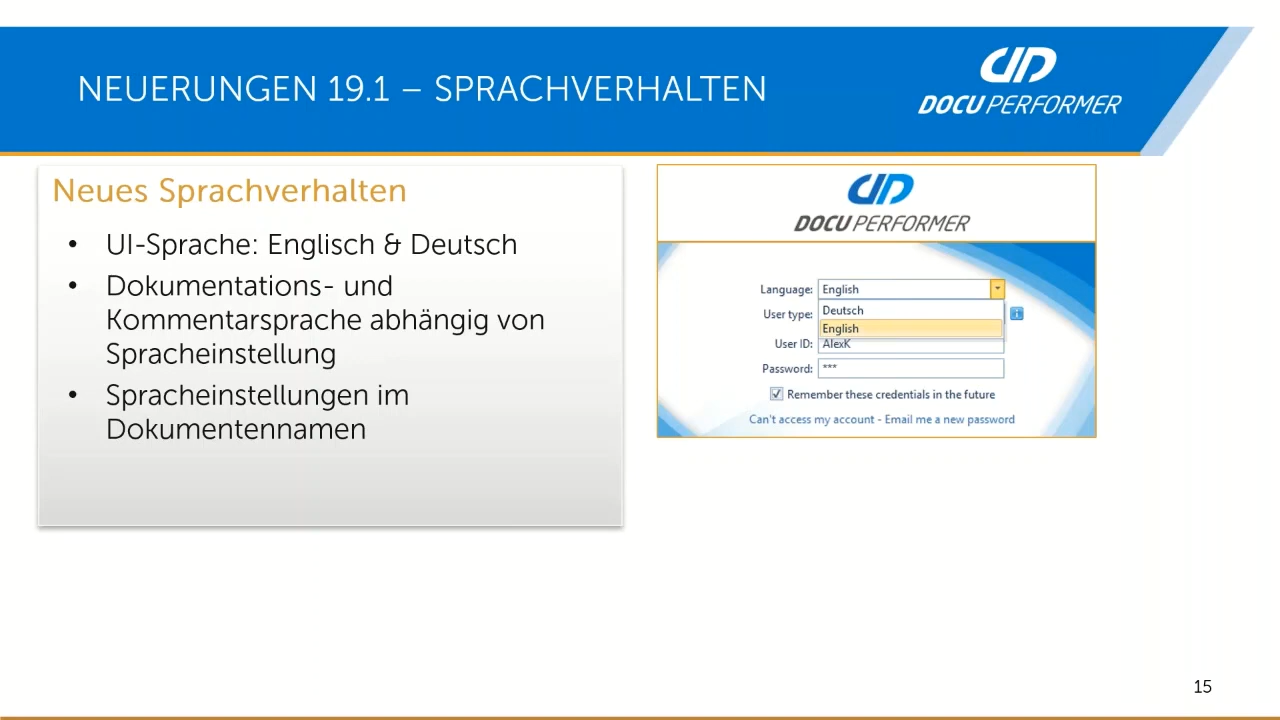 NEUERUNGEN 19.1 – SPRACHVERHALTEN
DOCU PERFORMER
Neues Sprachverhalten
• UI-Sprache: Englisch & Deutsch
• Dokumentations- und
Kommentarsprache abhängig von
Spracheinstellung
• Spracheinstellungen im
Dokumentennamen
DOCU PERFORMER
Language: English
Deutsch
User type:
English
User ID: AlexK
Password: ***
Remember these credentials in the future
Can't access my account - Email me a new password
15